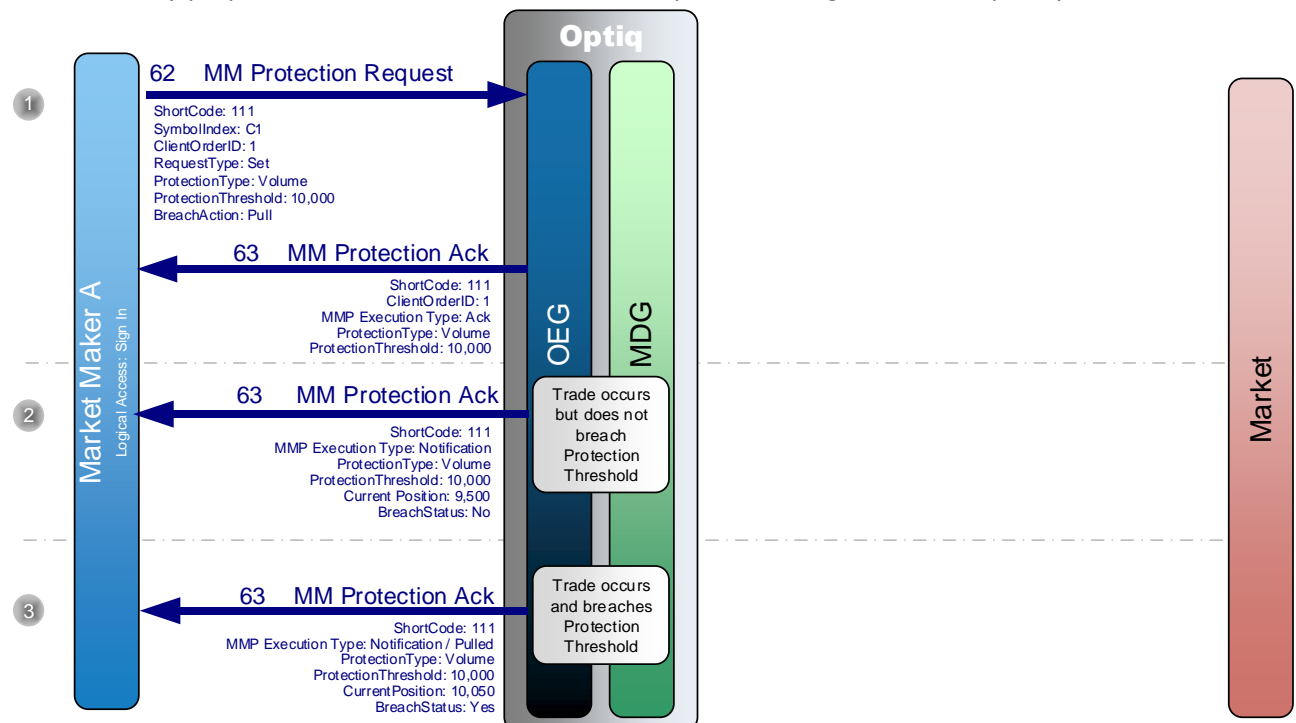 Optiq
62 MM Protection Request
1
ShortCode: 111
SymbolIndex: C1
ClientOrderID: 1
RequestType: Set
ProtectionType: Volume
ProtectionThreshold: 10,000
BreachAction: Pull
63 MM Protection Ack
ShortCode: 111
ClientOrderID: 1
MMP Execution Type: Ack
ProtectionType: Volume
ProtectionThreshold: 10,000
Market Maker A
Logical Access: Sign In
OEG
MDG
Market
2
63 MM Protection Ack
ShortCode: 111
MMP Execution Type: Notification
ProtectionType: Volume
ProtectionThreshold: 10,000
Current Position: 9,500
BreachStatus: No
Trade occurs
but does not
breach
Protection
Threshold
3
63 MM Protection Ack
ShortCode: 111
MMP Execution Type: Notification / Pulled
ProtectionType: Volume
ProtectionThreshold: 10,000
CurrentPosition: 10,050
BreachStatus: Yes
Trade occurs
and breaches
Protection
Threshold